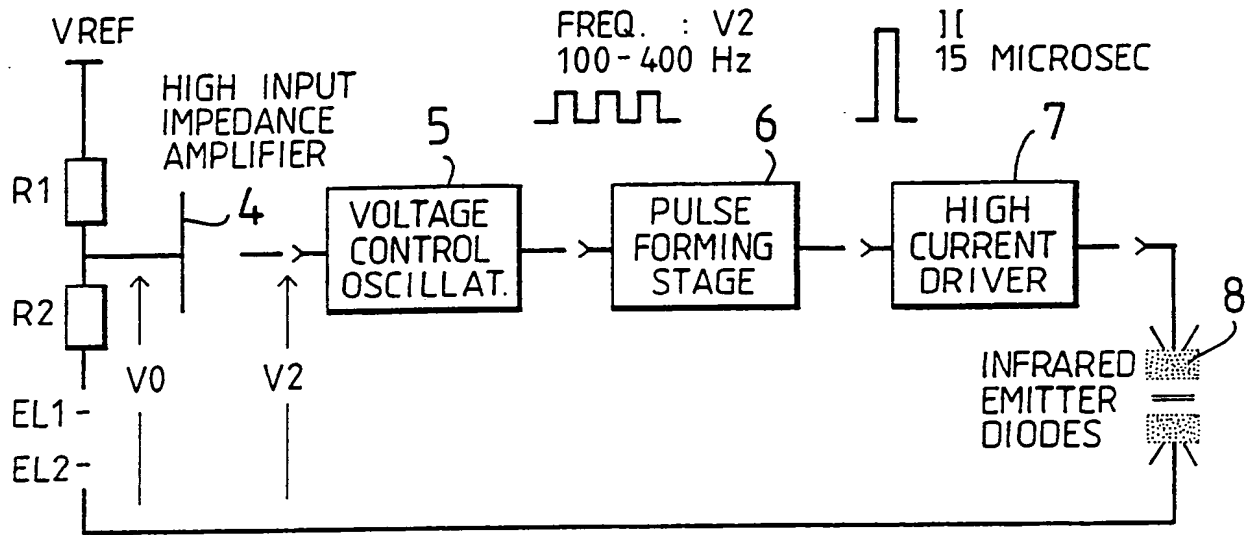 VREF
FREQ. : V2
100-400 Hz
II
15 MICROSEC
HIGH INPUT
IMPEDANCE
AMPLIFIER
5
6
7
R1
4
VOLTAGE
CONTROL
OSCILLAT.
PULSE
FORMING
STAGE
HIGH
CURRENT
DRIVER
R2
8
V0
V2
INFRARED
EMITTER
DIODES
EL1
EL2